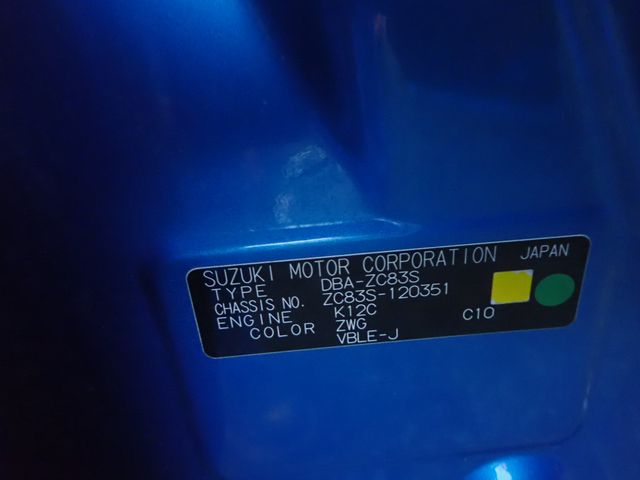 SUZUKI MOTOR CORPORATION JAPAN
TYPE DBA-ZC83S
CHASSIS NO. ZC83S-120351
ENGINE K12C
COLOR ZWG C10
VBLE-J